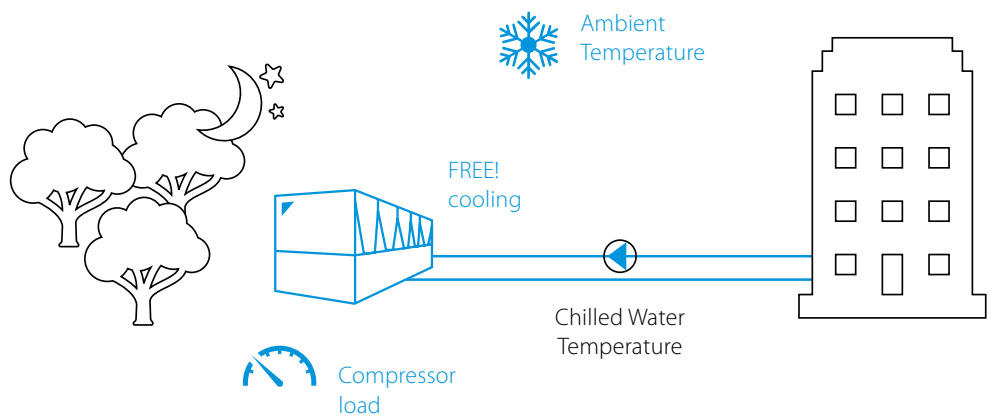 Ambient
Temperature
FREE!
cooling
Chilled Water
Temperature
Compressor
load